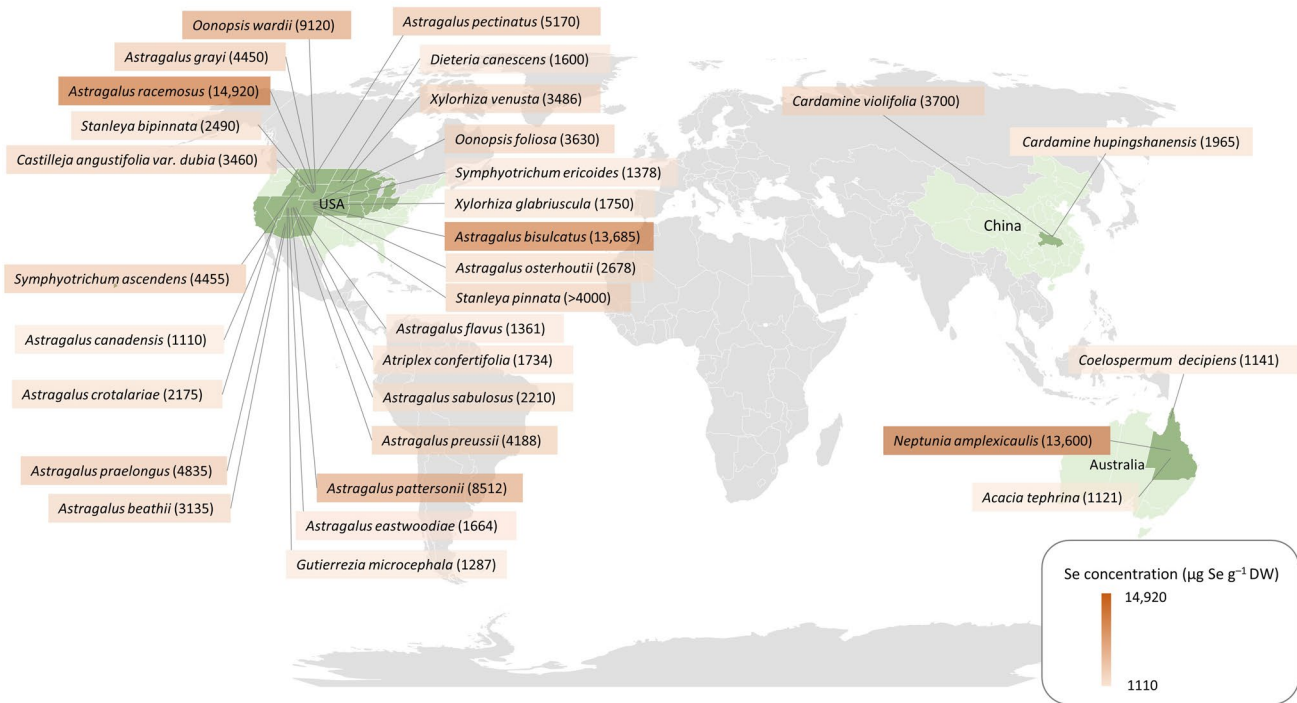 Oonopsis wardii (9120)
Astragalus grayi (4450)
Astragalus racemosus (14,920)
Stanleya bipinnata (2490)
Castilleja angustifolia var. dubia (3460)
Astragalus pectinatus (5170)
Dieteria canescens (1600)
Xylorhiza venusta (3486)
Oonopsis foliosa (3630)
Symphyotrichum ericoides (1378)
USA
Xylorhiza glabriuscula (1750)
Astragalus bisulcatus (13,685)
Astragalus osterhoutii (2678)
Stanleya pinnata (>4000)
Symphyotrichum ascendens (4455)
Astragalus canadensis (1110)
Astragalus crotalariae (2175)
Astragalus praelongus (4835)
Astragalus beathii (3135)
Astragalus flavus (1361)
Atriplex confertifolia (1734)
Astragalus sabulosus (2210)
Astragalus preussii (4188)
Astragalus pattersonii (8512)
Astragalus eastwoodiae (1664)
Gutierrezia microcephala (1287)
Cardamine violifolia (3700)
Cardamine hupingshanensis (1965)
China
Coelospermum decipiens (1141)
Neptunia amplexicaulis (13,600)
Australia
Acacia tephrina (1121)
Se concentration (µg Se g⁻¹ DW)
14,920
1110